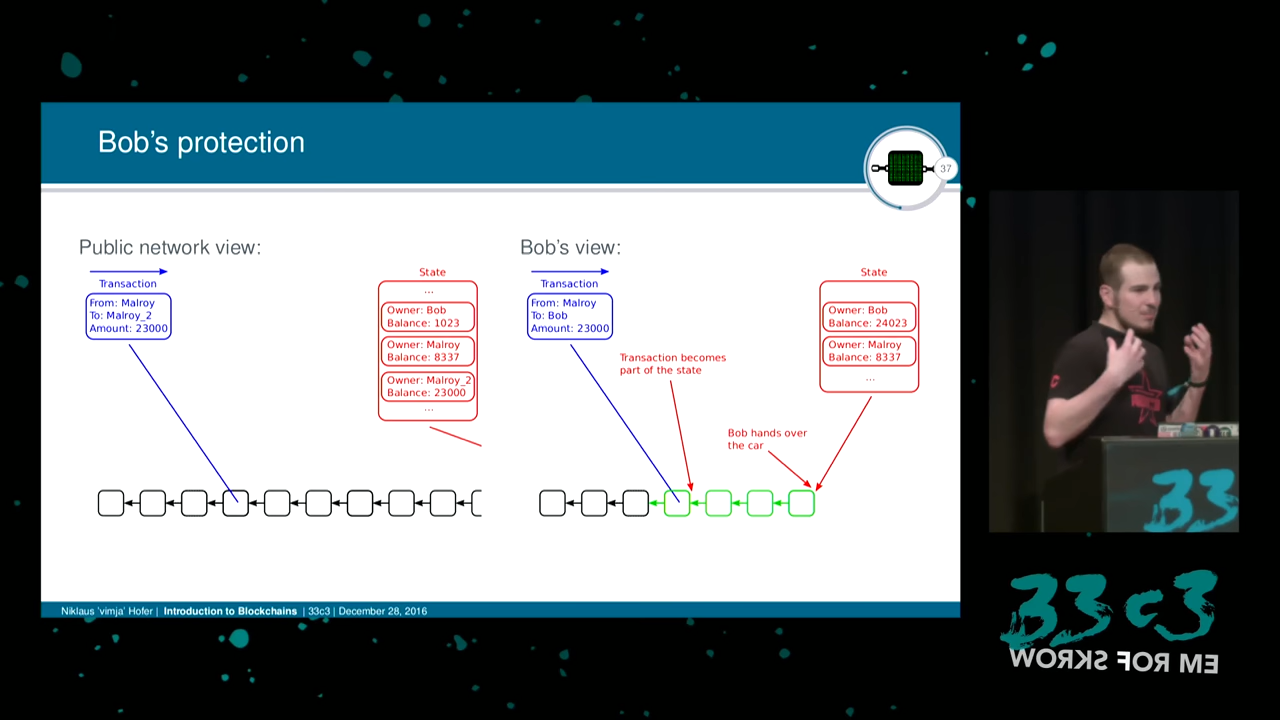 Bob's protection
37
Public network view:
Transaction
From: Malroy
To: Malroy_2
Amount: 23000
State
...
Owner: Bob
Balance: 1023
Owner: Malroy
Balance: 8337
Owner: Malroy_2
Balance: 23000
...
Bob's view:
Transaction
From: Malroy
To: Bob
Amount: 23000
Transaction becomes
part of the state
Bob hands over
the car
State
Owner: Bob
Balance: 24023
Owner: Malroy
Balance: 8337
...
Niklaus 'vimja' Hofer | Introduction to Blockchains | 33c3 | December 28, 2016
33
33c3
WORKS FOR ME